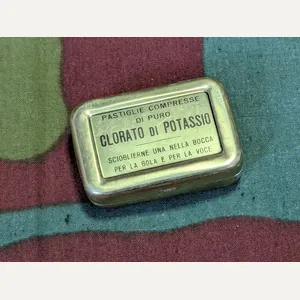 PASTIGLIE COMPRESSE
DI PURO
CLORATO DI POTASSIO
SCIOGLIERNE UNA NELLA BOCCA
PER LA GOLA E PER LA VOCE